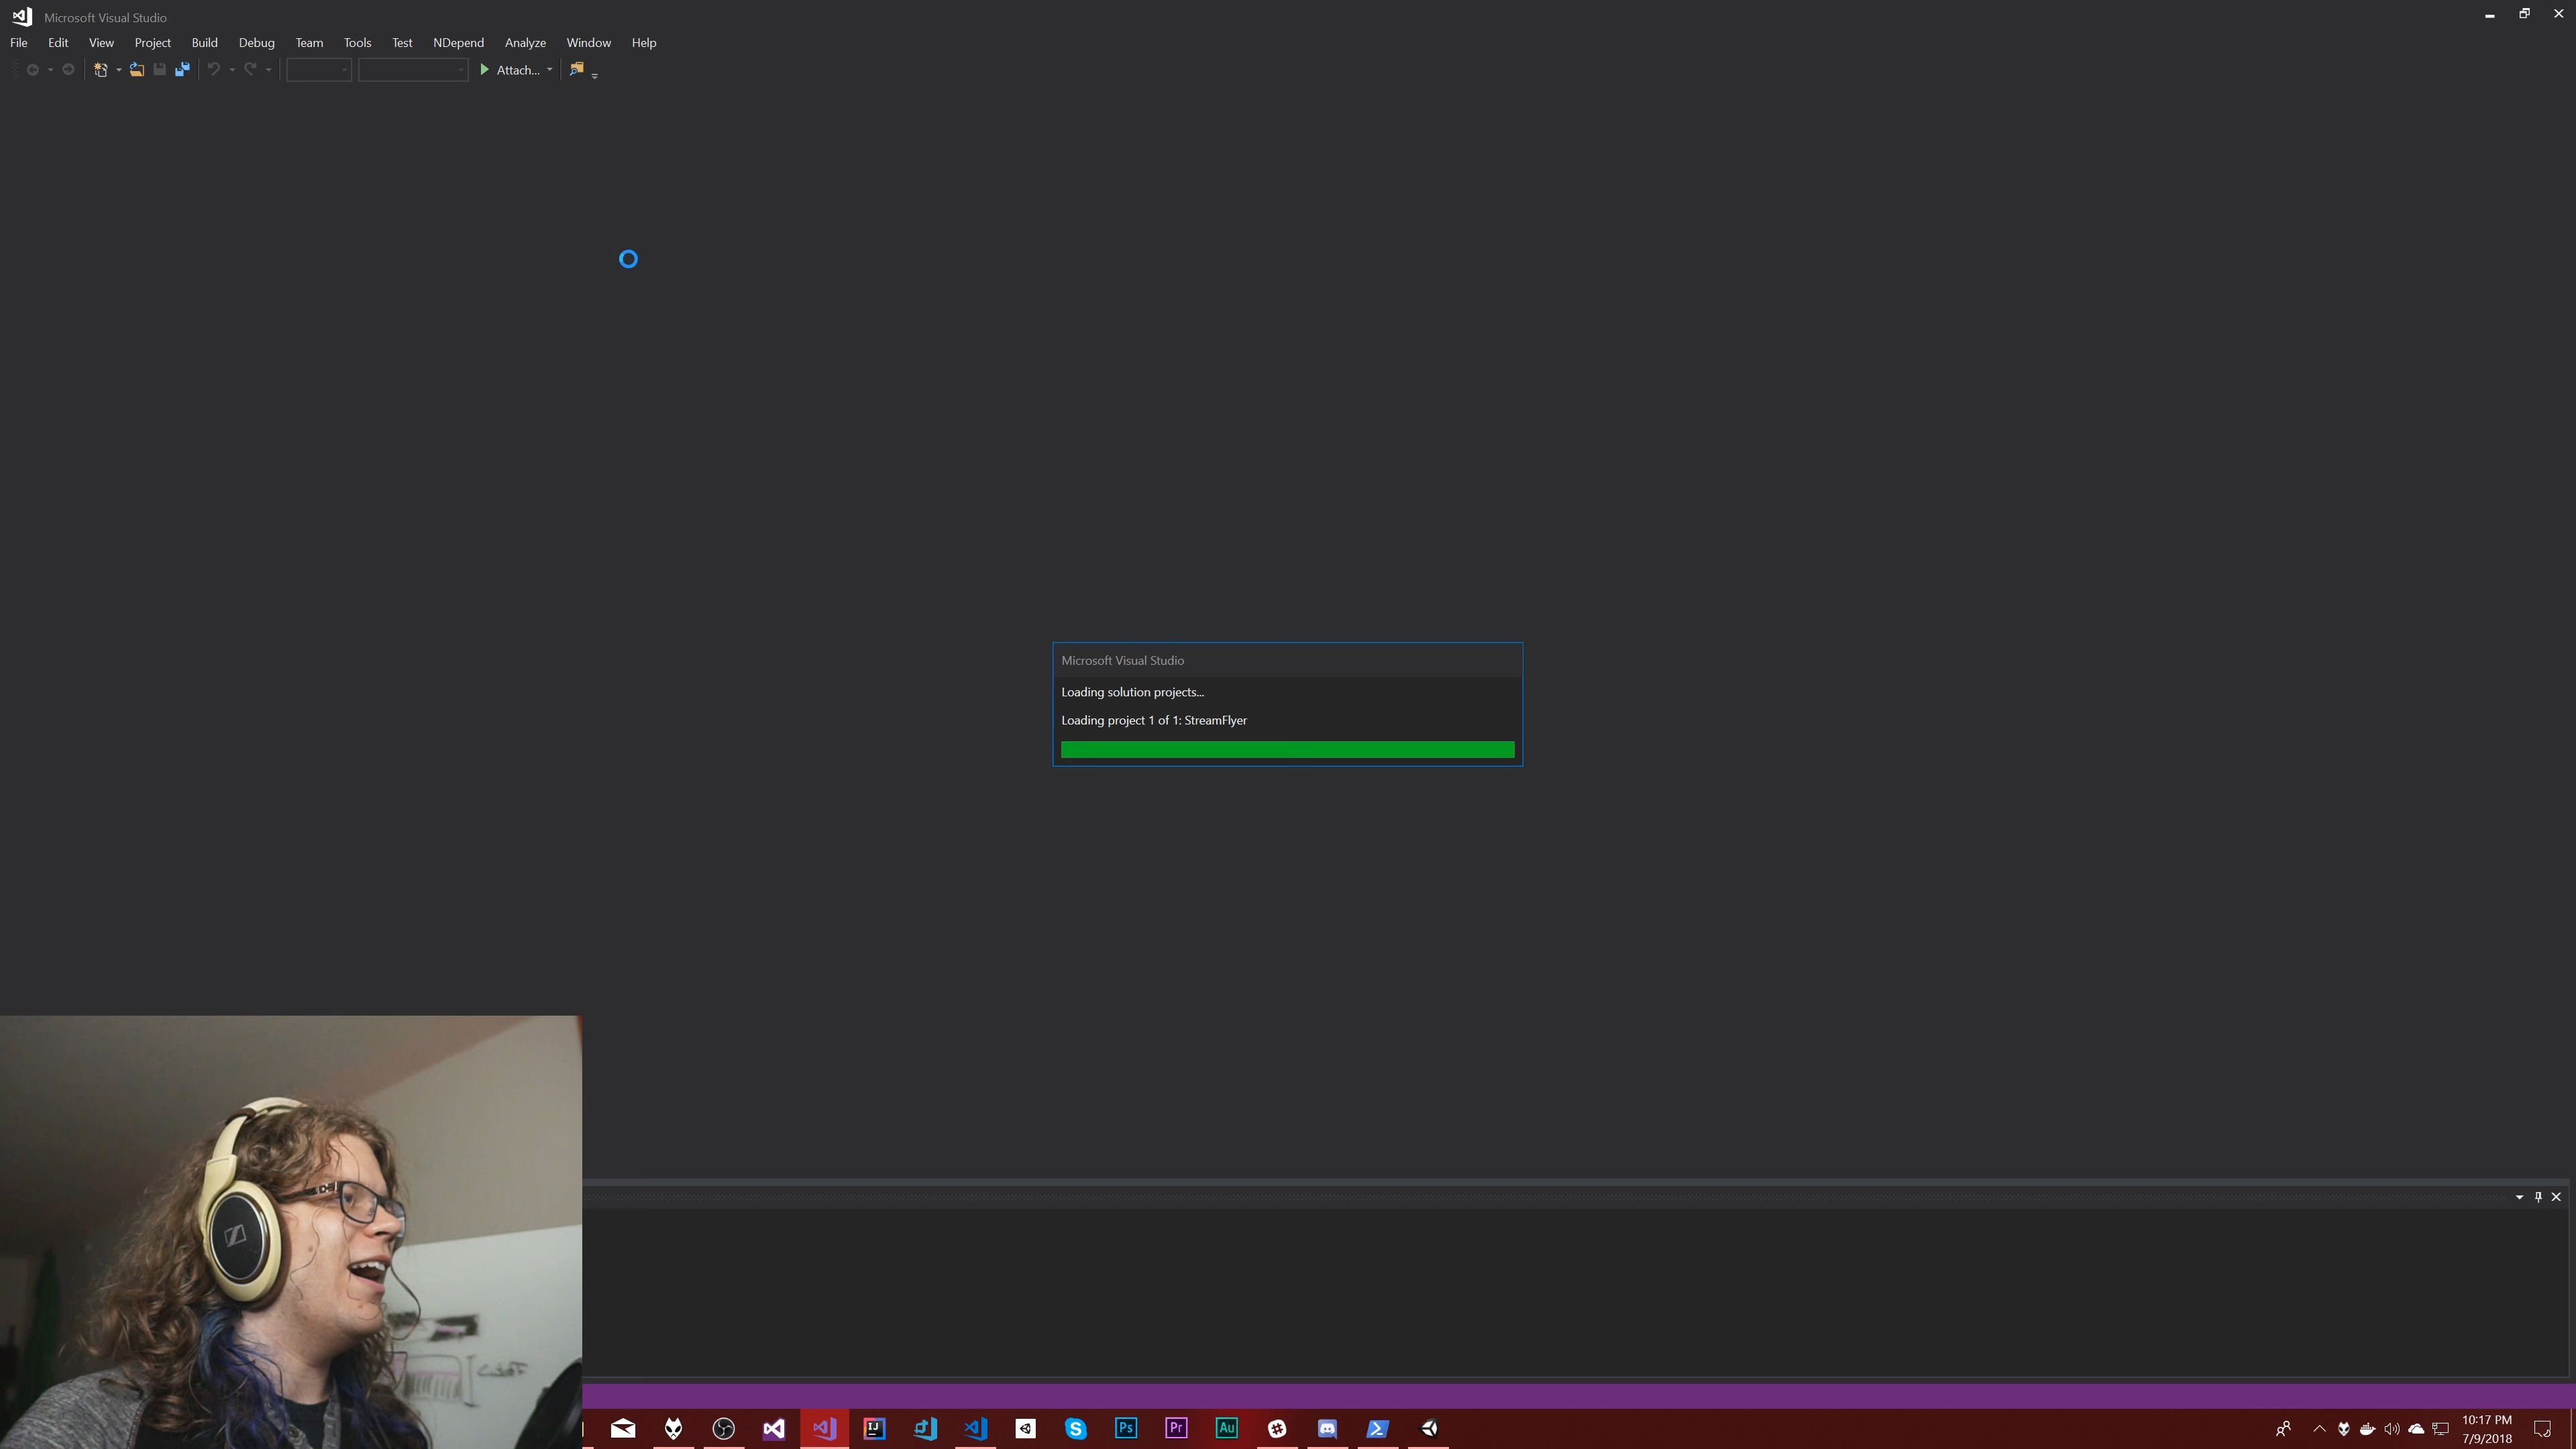 Microsoft Visual Studio
File Edit View Project Build Debug Team Tools Test NDepend Analyze Window Help
Attach...
Microsoft Visual Studio
Loading solution projects...
Loading project 1 of 1: StreamFlyer
IJ
S
Ps
Pr
Au
10:17 PM
7/9/2018